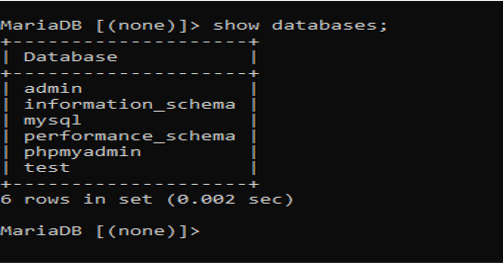 MariaDB [(none)]> show databases;
+--------------------+
| Database           |
+--------------------+
| admin              |
| information_schema |
| mysql              |
| performance_schema |
| phpmyadmin         |
| test               |
+--------------------+
6 rows in set (0.002 sec)
MariaDB [(none)]>